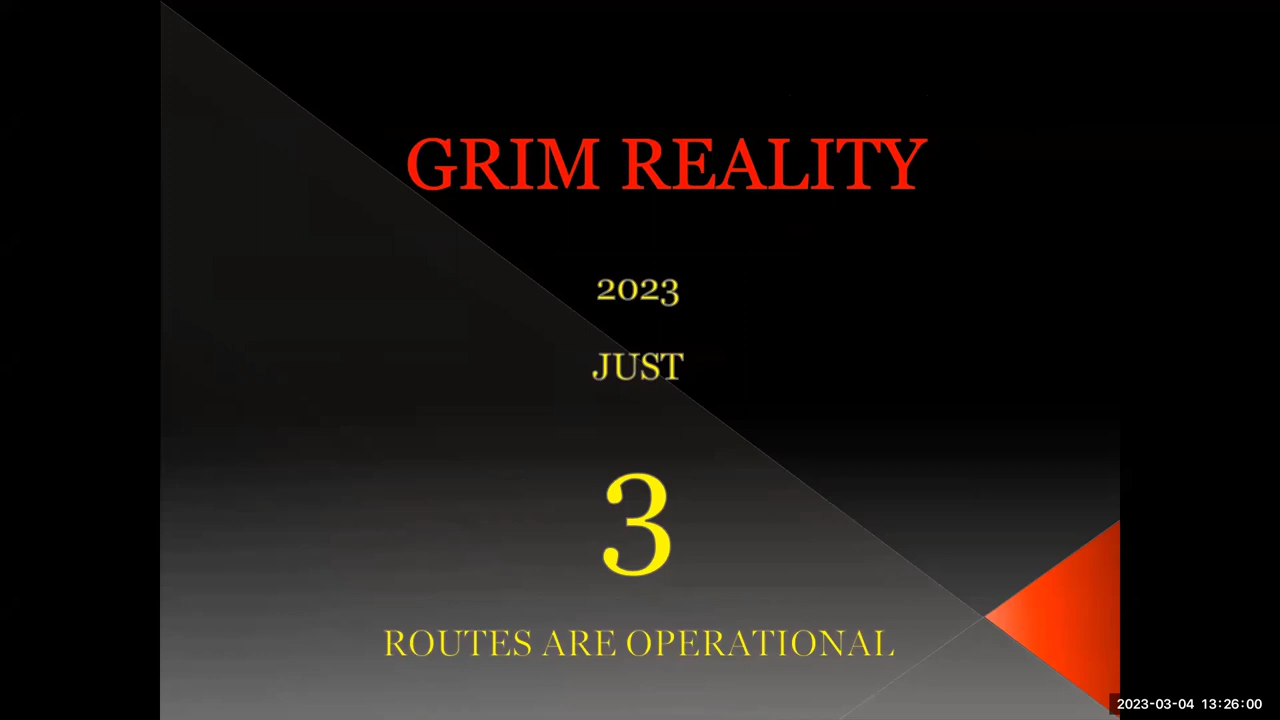 GRIM REALITY
2023
JUST
3
ROUTES ARE OPERATIONAL
2023-03-04 13:26:00